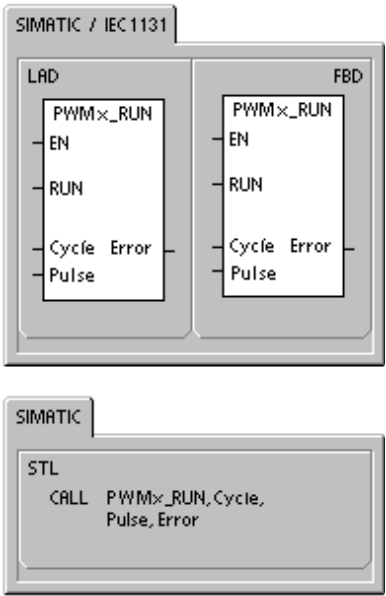 SIMATIC / IEC1131
LAD
PWMx_RUN
EN
RUN
Cycle Error
Pulse
FBD
PWMx_RUN
EN
RUN
Cycle Error
Pulse
SIMATIC
STL
CALL PWMx_RUN, Cycle,
Pulse, Error